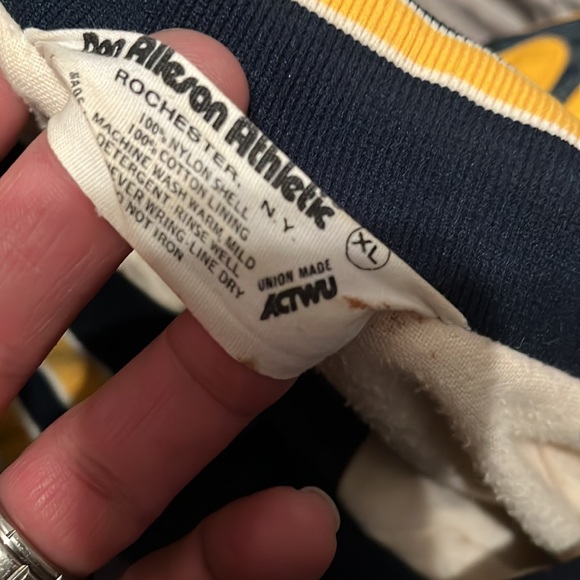 Don Alleson Athletic
ROCHESTER, N.Y.
100% NYLON SHELL
100% COTTON LINING
MACHINE WASH WARM, MILD
DETERGENT, RINSE WELL
NEVER WRING-LINE DRY
DO NOT IRON
XL
UNION MADE
ACTWU